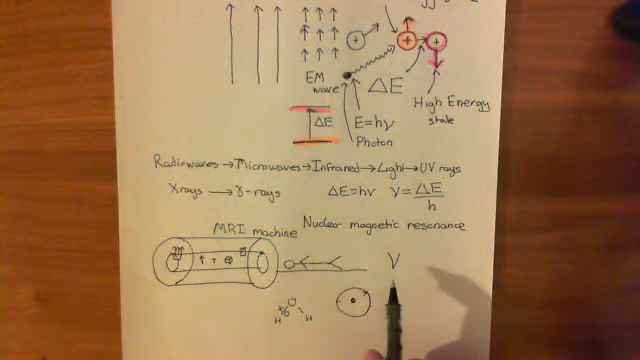 EM
wave
ΔE
ΔE
E=hν
High Energy
state
Photon
Radiowaves → Microwaves → Infrared → Light → UV rays
Xrays → γ-rays ΔE=hν ν=ΔE/h
MRI machine Nuclear magnetic resonance
ν
O
H H